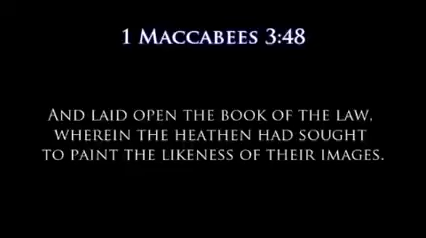 1 Maccabees 3:48
And laid open the book of the law,
wherein the heathen had sought
to paint the likeness of their images.